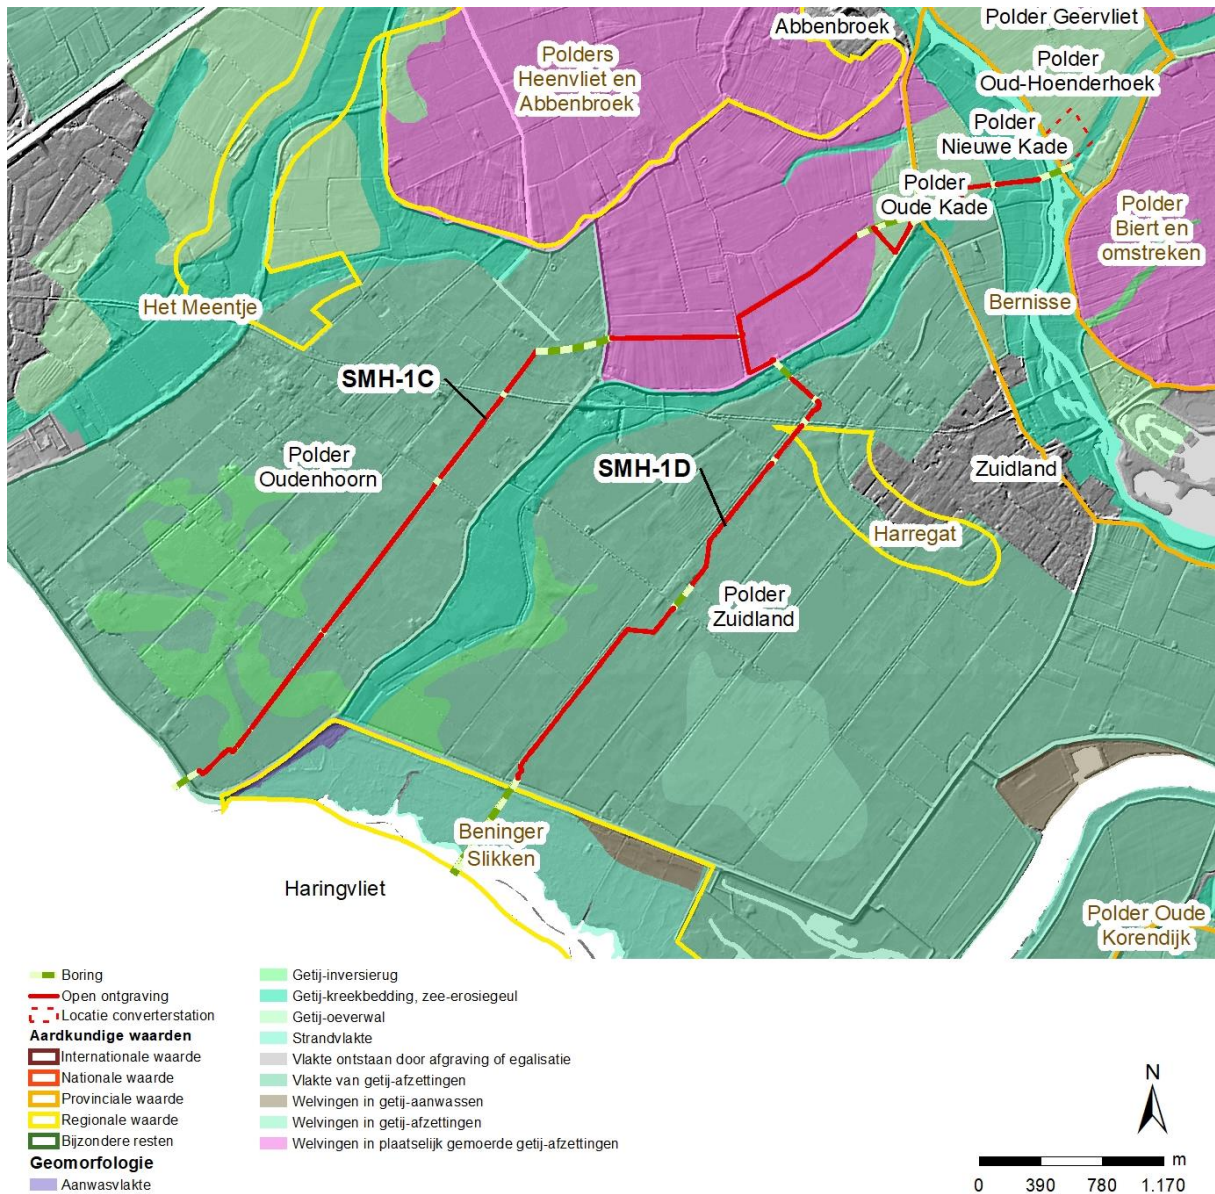 Abbenbroek
Polder Geervliet
Polders
Heenvliet en
Abbenbroek
Polder
Oud-Hoenderhoek
Polder
Nieuwe Kade
Polder
Oude Kade
Polder
Biert en
omstreken
Het Meentje
Bernisse
SMH-1C
Polder
Oudenhoorn
SMH-1D
Zuidland
Harregat
Polder
Zuidland
Beninger
Slikken
Haringvliet
Polder Oude
Korendijk
Boring
Open ontgraving
Locatie converterstation
Aardkundige waarden
Internationale waarde
Nationale waarde
Provinciale waarde
Regionale waarde
Bijzondere resten
Geomorfologie
Aanwasvlakte
Getij-inversierug
Getij-kreekbedding, zee-erosiegeul
Getij-oeverwal
Strandvlakte
Vlakte ontstaan door afgraving of egalisatie
Vlakte van getij-afzettingen
Welvingen in getij-aanwassen
Welvingen in getij-afzettingen
Welvingen in plaatselijk gemoerde getij-afzettingen
N
m
0 390 780 1.170